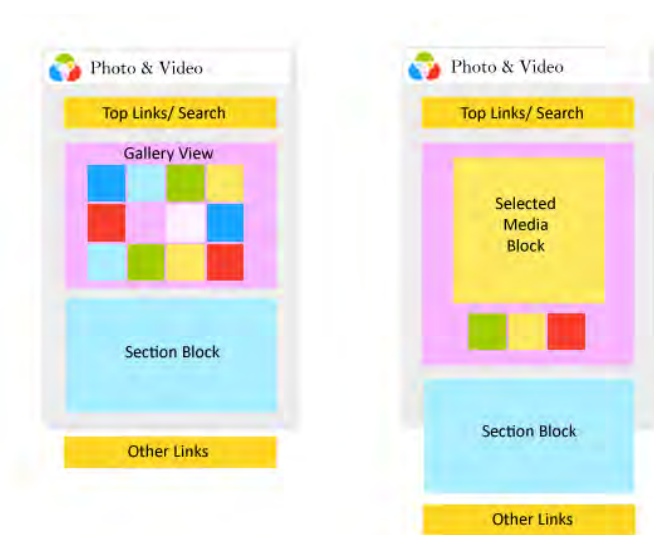 Photo & Video
Top Links/ Search
Gallery View
Section Block
Other Links
Photo & Video
Top Links/ Search
Selected
Media
Block
Section Block
Other Links